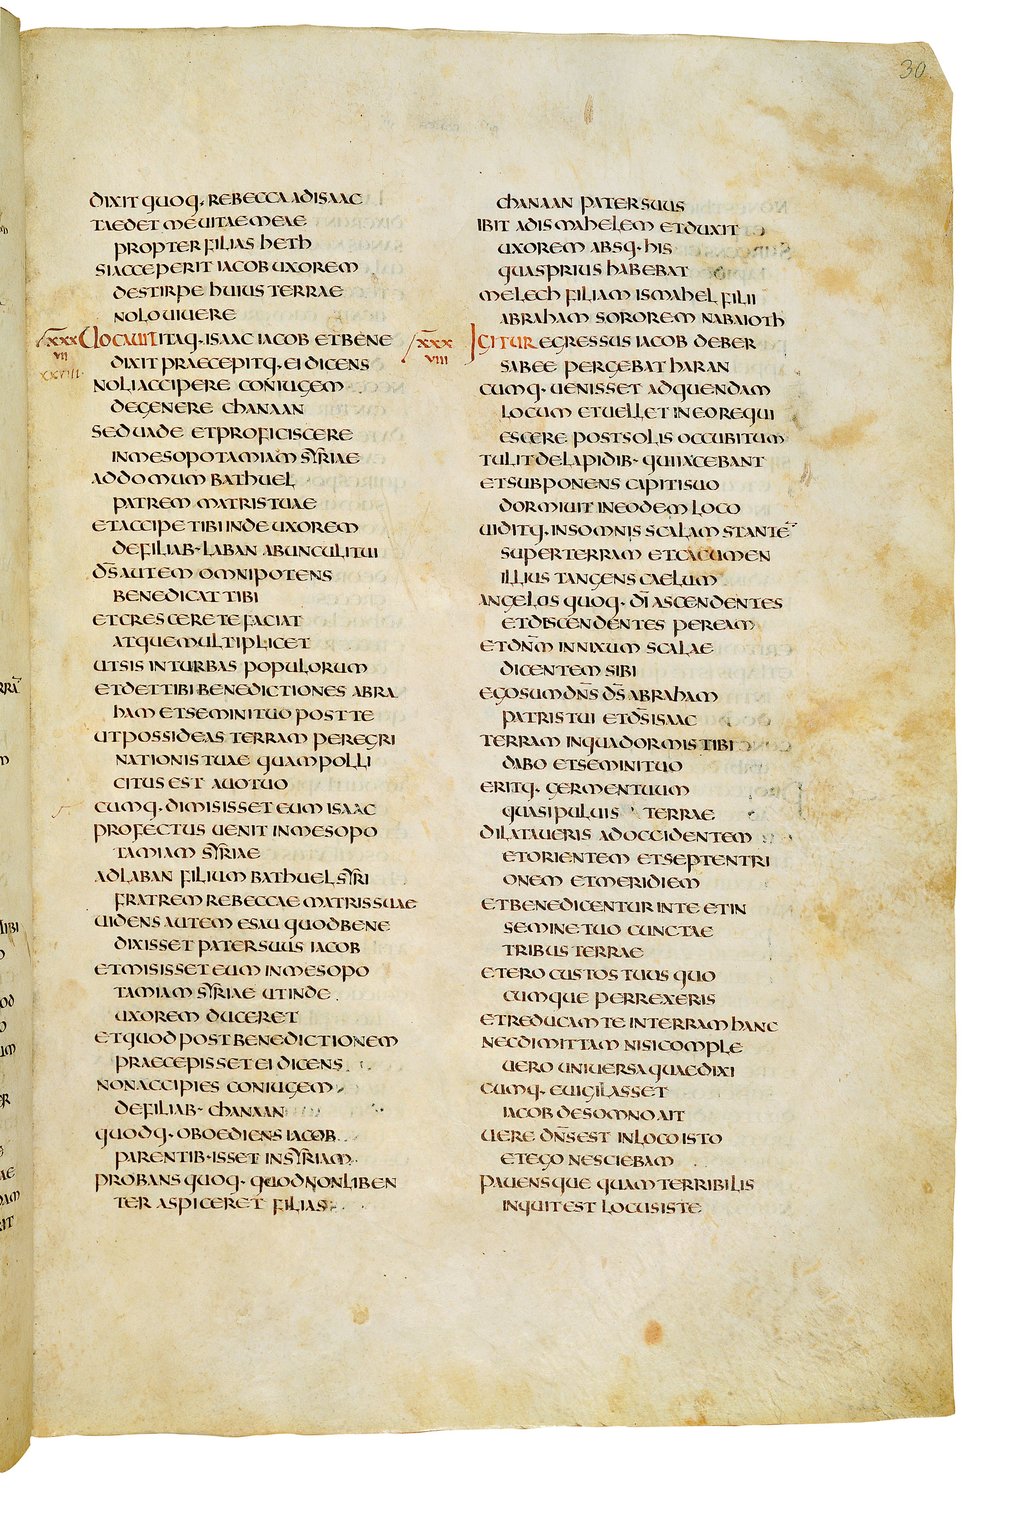 30
DIXIT QUOQ· REBECCA AD ISAAC
TAEDET ME VITAE MEAE
PROPTER FILIAS HETH
SI ACCEPERIT IACOB UXOREM
DE STIRPE HUIUS TERRAE
NOLO UIUERE
XXXVII UOCAUIT ITAQ· ISAAC IACOB ET BENE
XXVIII DIXIT PRAECEPITQ· EI DICENS
NOLI ACCIPERE CONIUGEM
DE GENERE CHANAAN
SED UADE ET PROFICISCERE
IN MESOPOTAMIAM SYRIAE
AD DOMUM BATHUEL
PATREM MATRIS TUAE
ET ACCIPE TIBI INDE UXOREM
DE FILIAB· LABAN ABUNCULI TUI
DS̅ AUTEM OMNIPOTENS
BENEDICAT TIBI
ET CRESCERE TE FACIAT
ATQUE MULTIPLICET
UT SIS IN TURBAS POPULORUM
ET DET TIBI BENEDICTIONES ABRA
HAM ET SEMINI TUO POST TE
UT POSSIDEAS TERRAM PEREGRI
NATIONIS TUAE QUAM POLLI
CITUS EST AUO TUO
CUMQ· DIMISISSET EUM ISAAC
PROFECTUS UENIT IN MESOPO
TAMIAM SYRIAE
AD LABAN FILIUM BATHUEL SYRI
FRATREM REBECCAE MATRIS SUAE
UIDENS AUTEM ESAU QUOD BENE
DIXISSET PATER SUUS IACOB
ET MISISSET EUM IN MESOPO
TAMIAM SYRIAE UT INDE
UXOREM DUCERET
ET QUOD POST BENEDICTIONEM
PRAECEPISSET EI DICENS
NON ACCIPIES CONIUGEM
DE FILIAB· CHANAAN
QUODQ· OBOEDIENS IACOB
PARENTIB· ISSET IN SYRIAM
PROBANS QUOQ· QUOD NON LIBEN
TER ASPICERET FILIAS
CHANAAN PATER SUUS
IBIT AD ISMAHELEM ET DUXIT
UXOREM ABSQ· HIS
QUAS PRIUS HABEBAT
MELECH FILIAM ISMAHEL FILII
ABRAHAM SOROREM NABAIOTH
XXXVIII IGITUR EGRESSUS IACOB DE BER
SABEE PERGEBAT HARAN
CUMQ· UENISSET AD QUENDAM
LOCUM ET UELLET IN EO REQUI
ESCERE POST SOLIS OCCUBITUM
TULIT DE LAPIDIB· QUI IACEBANT
ET SUBPONENS CAPITI SUO
DORMIUIT IN EODEM LOCO
UIDITQ· IN SOMNIS SCALAM STANTE̅
SUPER TERRAM ET CACUMEN
ILLIUS TANGENS CAELUM
ANGELOS QUOQ· DI̅ ASCENDENTES
ET DISCENDENTES PER EAM
ET DN̅M INNIXUM SCALAE
DICENTEM SIBI
EGO SUM DN̅S DS̅ ABRAHAM
PATRIS TUI ET DS̅ ISAAC
TERRAM IN QUA DORMIS TIBI
DABO ET SEMINI TUO
ERITQ· GERMEN TUUM
QUASI PULUIS TERRAE
DILATAUERIS AD OCCIDENTEM
ET ORIENTEM ET SEPTENTRI
ONEM ET MERIDIEM
ET BENEDICENTUR IN TE ET IN
SEMINE TUO CUNCTAE
TRIBUS TERRAE
ET ERO CUSTOS TUUS QUO
CUMQUE PERREXERIS
ET REDUCAM TE IN TERRAM HANC
NEC DIMITTAM NISI COMPLE
UERO UNIUERSA QUAE DIXI
CUMQ· EUIGILASSET
IACOB DE SOMNO AIT
UERE DN̅S EST IN LOCO ISTO
ET EGO NESCIEBAM
PAUENSQUE QUAM TERRIBILIS
INQUIT EST LOCUS ISTE